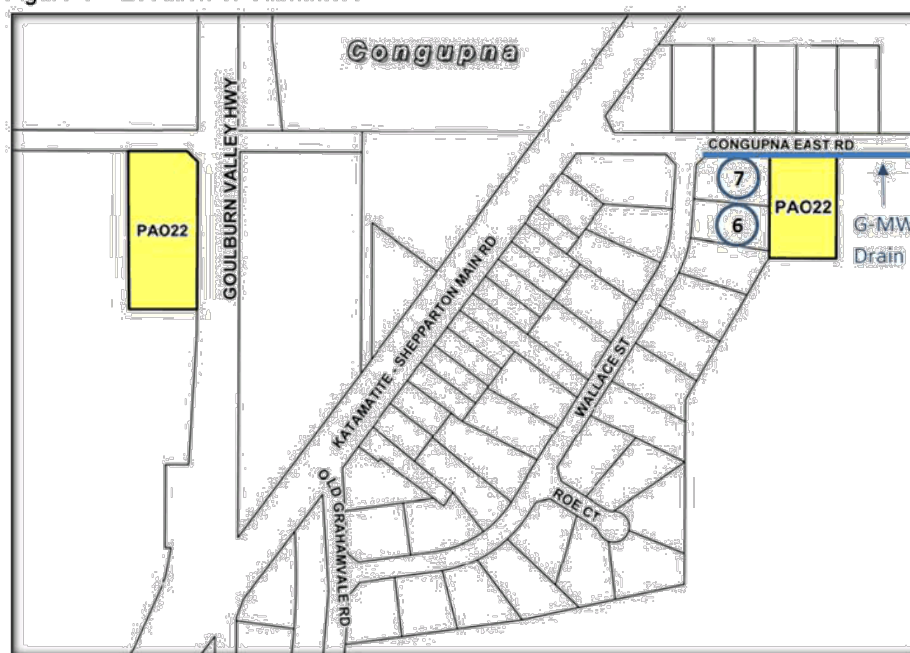 Congupna
GOULBURN VALLEY HWY
CONGUPNA EAST RD
7
PAO22
PAO22
6
G-MW
Drain
KATAMATITE - SHEPPARTON MAIN RD
WALLACE ST
OLD GRAHAMVALE RD
ROE CT